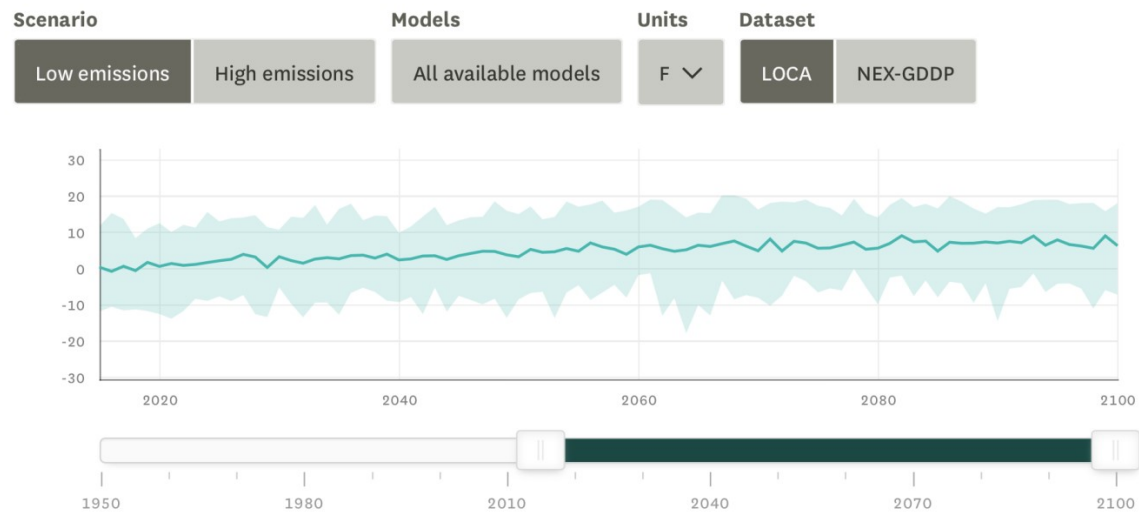 Scenario Models Units Dataset
Low emissions High emissions All available models F LOCA NEX-GDDP
30
20
10
0
-10
-20
-30
2020 2040 2060 2080 2100
1950 1980 2010 2040 2070 2100